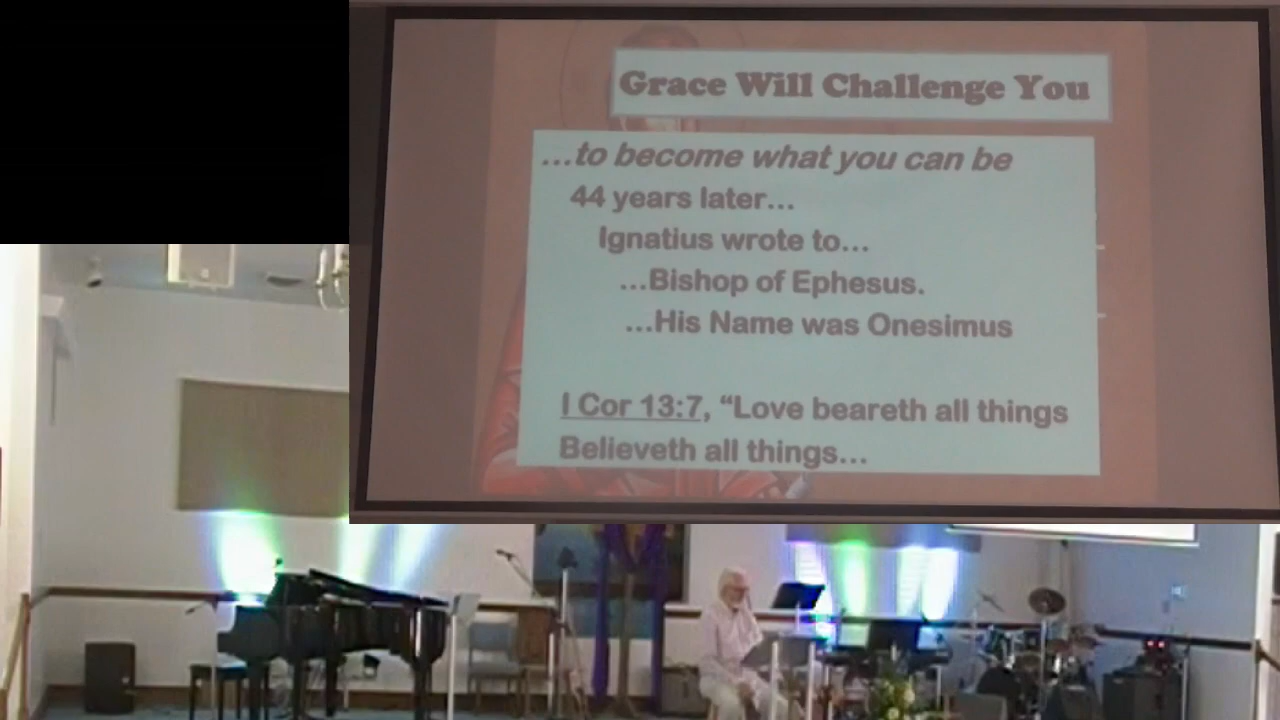 Grace Will Challenge You
...to become what you can be
44 years later...
Ignatius wrote to...
...Bishop of Ephesus.
...His Name was Onesimus
I Cor 13:7, “Love beareth all things
Believeth all things...